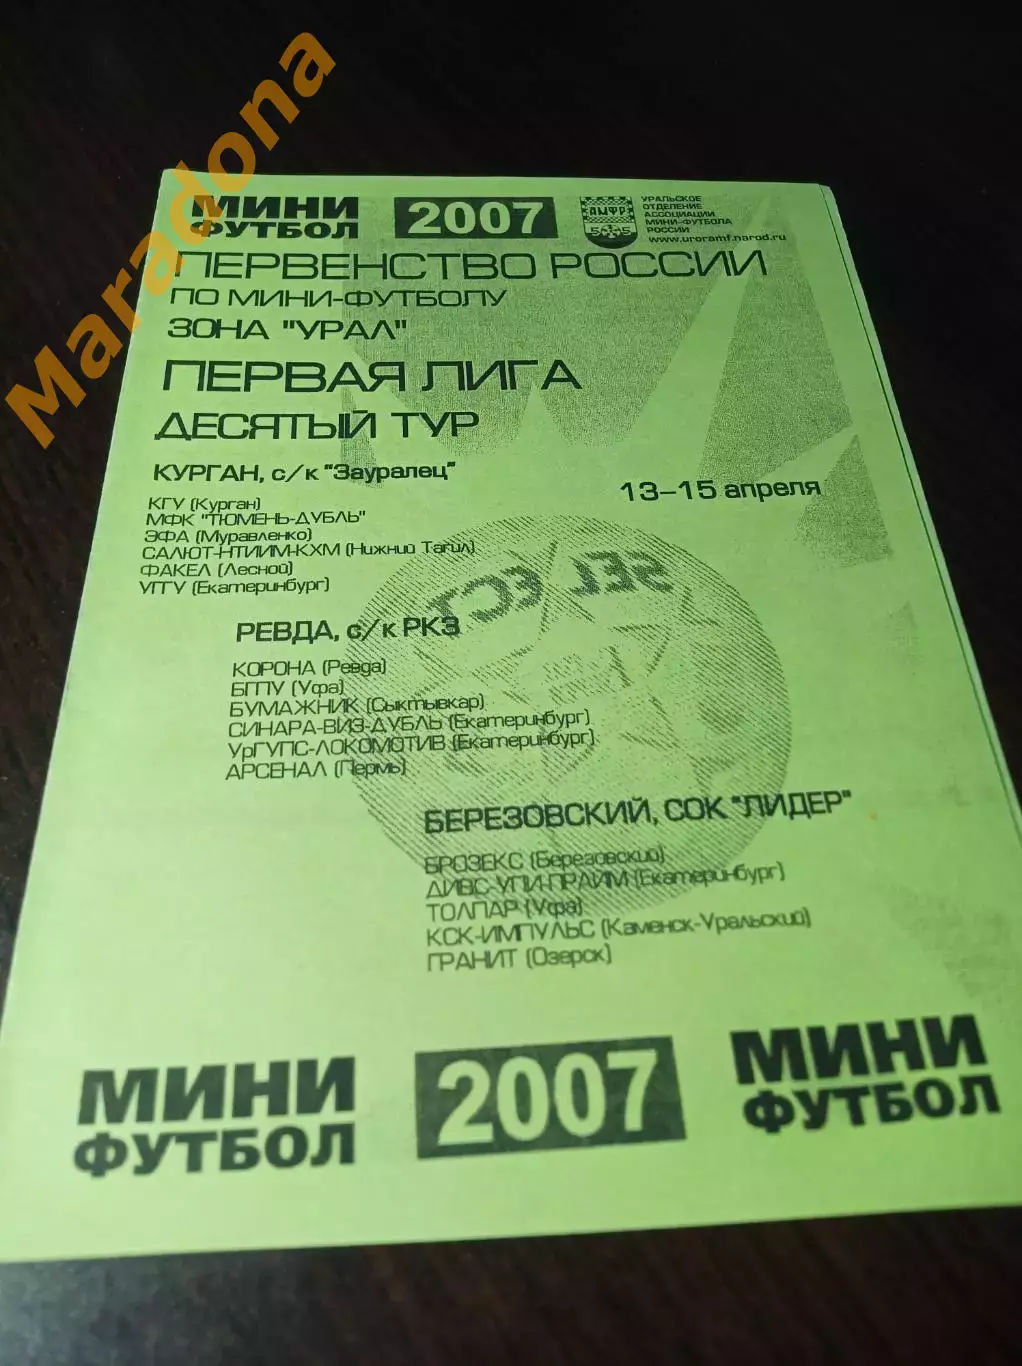 Maradona
МИНИ
ФУТБОЛ
2007
АМФР
5 5
УРАЛЬСКОЕ
ОТДЕЛЕНИЕ
АССОЦИАЦИИ
МИНИ-ФУТБОЛА
РОССИИ
www.uroramf.narod.ru
ПЕРВЕНСТВО РОССИИ
ПО МИНИ-ФУТБОЛУ
ЗОНА "УРАЛ"
ПЕРВАЯ ЛИГА
ДЕСЯТЫЙ ТУР
КУРГАН, с/к "Зауралец"
13-15 апреля
КГУ (Курган)
МФК "ТЮМЕНЬ-ДУБЛЬ"
ЭФА (Муравленко)
САЛЮТ-НТИИМ-КХМ (Нижний Тагил)
ФАКЕЛ (Лесной)
УГТУ (Екатеринбург)
SELECT
РЕВДА, с/к РКЗ
КОРОНА (Ревда)
БГПУ (Уфа)
БУМАЖНИК (Сыктывкар)
СИНАРА-ВИЗ-ДУБЛЬ (Екатеринбург)
УрГУПС-ЛОКОМОТИВ (Екатеринбург)
АРСЕНАЛ (Пермь)
БЕРЕЗОВСКИЙ, СОК "ЛИДЕР"
БРОЗЕКС (Березовский)
ДИВС-УПИ-ПРАЙМ (Екатеринбург)
ТОЛПАР (Уфа)
КСК-ИМПУЛЬС (Каменск-Уральский)
ГРАНИТ (Озерск)
МИНИ
ФУТБОЛ
2007
МИНИ
ФУТБОЛ